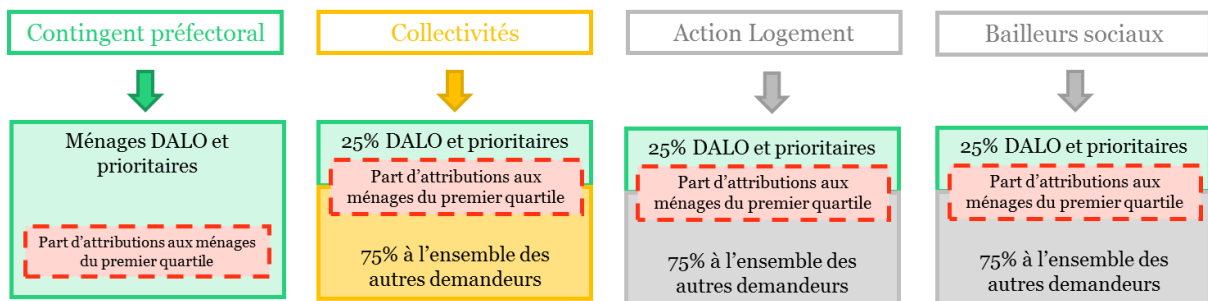 Contingent préfectoral
Ménages DALO et
prioritaires
Part d’attributions aux ménages
du premier quartile
Collectivités
25% DALO et prioritaires
Part d’attributions aux
ménages du premier quartile
75% à l’ensemble des
autres demandeurs
Action Logement
25% DALO et prioritaires
Part d’attributions aux
ménages du premier quartile
75% à l’ensemble des
autres demandeurs
Bailleurs sociaux
25% DALO et prioritaires
Part d’attributions aux
ménages du premier quartile
75% à l’ensemble des
autres demandeurs